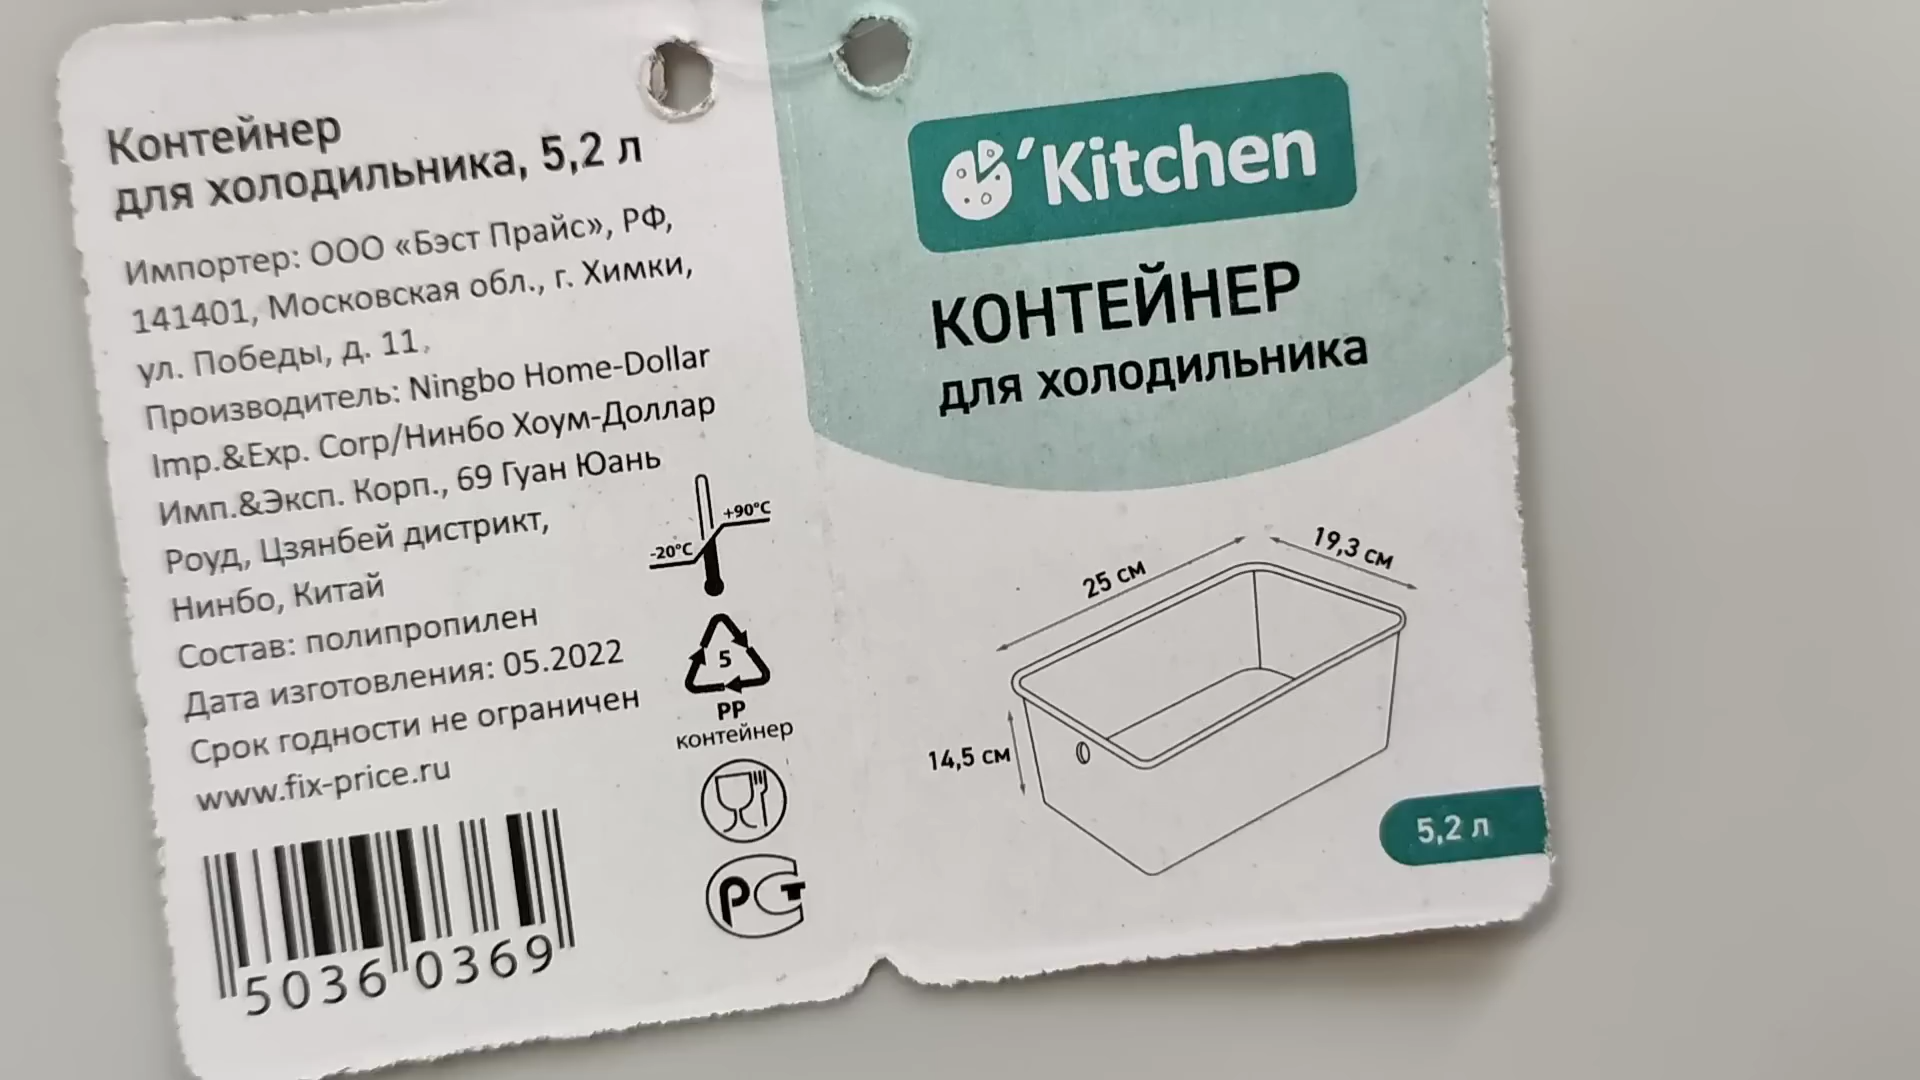 Контейнер
для холодильника, 5,2 л
Импортер: ООО «Бэст Прайс», РФ,
141401, Московская обл., г. Химки,
ул. Победы, д. 11.
Производитель: Ningbo Home-Dollar
Imp.&Exp. Corp/Нинбо Хоум-Доллар
Имп.&Эксп. Корп., 69 Гуан Юань
Роуд, Цзянбей дистрикт,
Нинбо, Китай
Состав: полипропилен
Дата изготовления: 05.2022
Срок годности не ограничен
www.fix-price.ru
5036 0369
+90°C
-20°C
5
PP
контейнер
РСТ
'Kitchen
КОНТЕЙНЕР
для холодильника
25 см
19,3 см
14,5 см
5,2 л